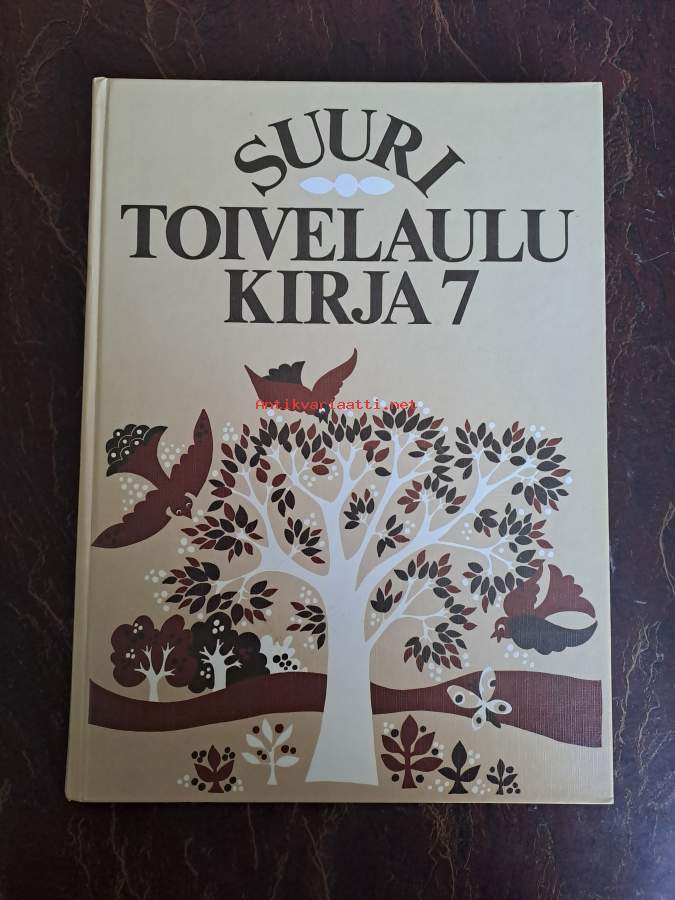 SUURI
TOIVELAULU
KIRJA 7
Antikvariaatti.net